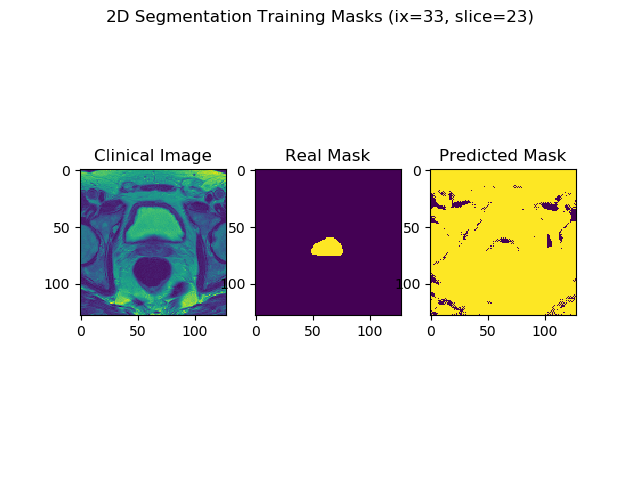 2D Segmentation Training Masks (ix=33, slice=23)
Clinical Image Real Mask Predicted Mask
0 0 0
50 50 50
100 100 100
0 50 100 0 50 100 0 50 100